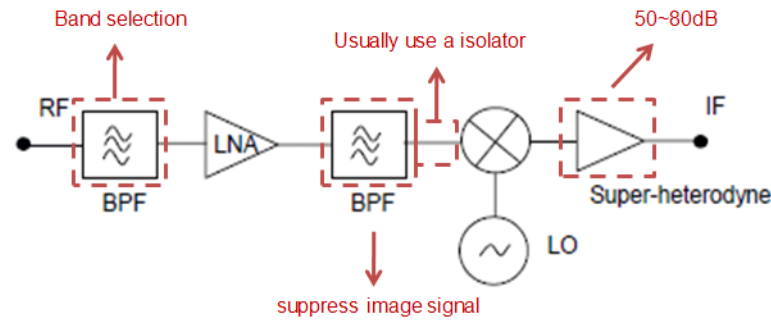 Band selection
Usually use a isolator
50~80dB
RF
LNA
IF
BPF
BPF
Super-heterodyne
LO
suppress image signal